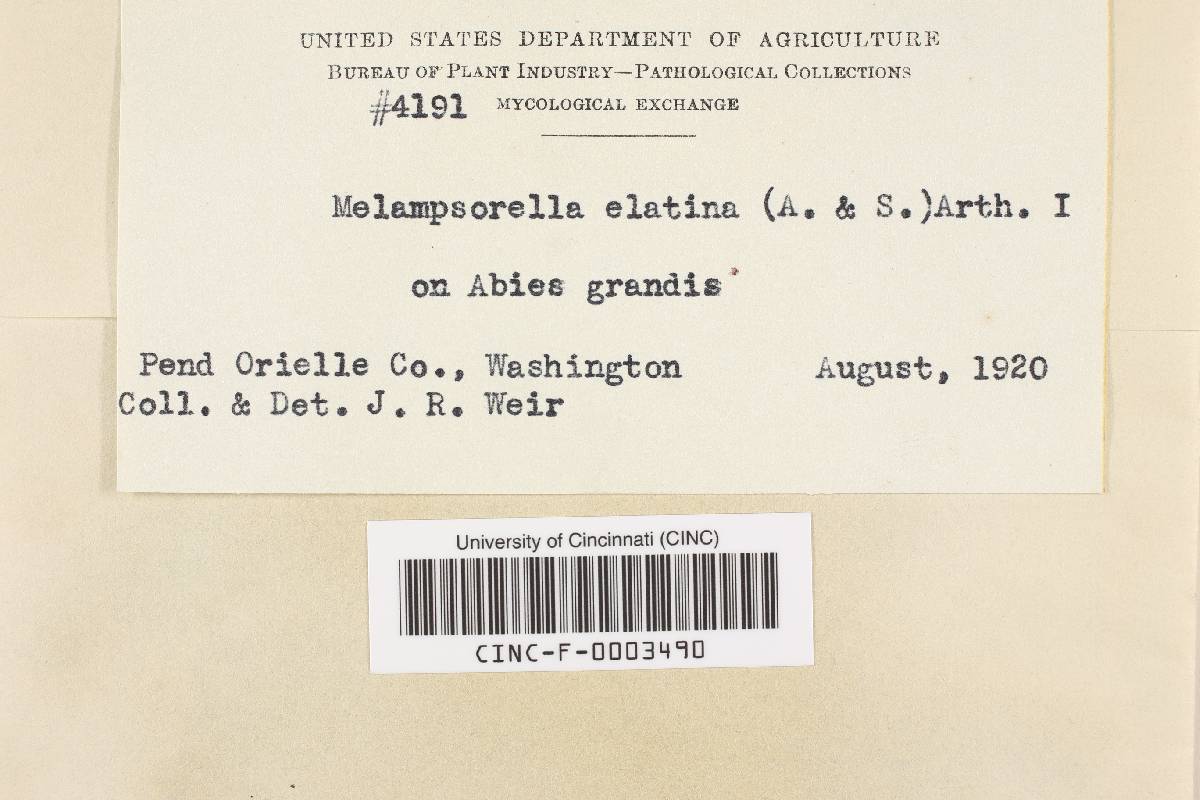 UNITED STATES DEPARTMENT OF AGRICULTURE
BUREAU OF PLANT INDUSTRY—PATHOLOGICAL COLLECTIONS
#4191 MYCOLOGICAL EXCHANGE
Melampsorella elatina (A. & S.)Arth. I
on Abies grandis
Pend Orielle Co., Washington August, 1920
Coll. & Det. J. R. Weir
University of Cincinnati (CINC)
CINC-F-0003490